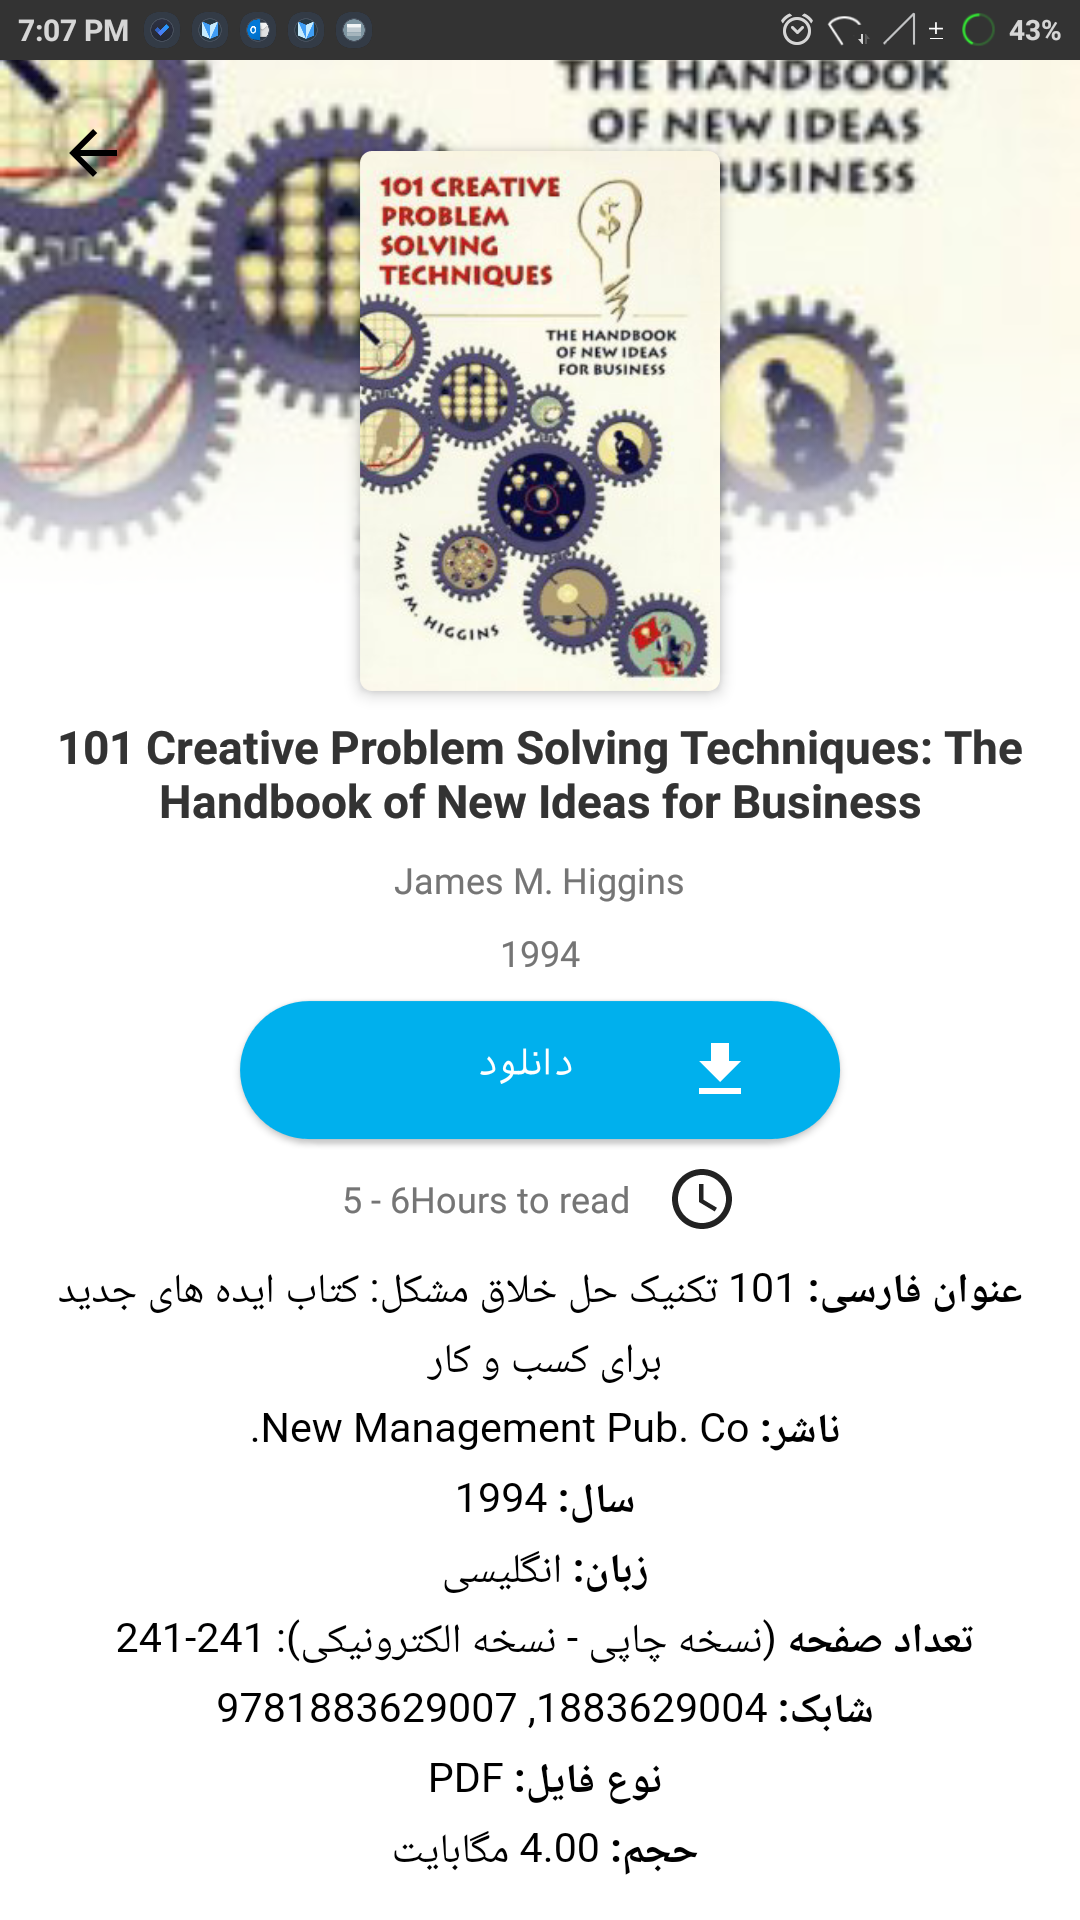 7:07 PM
± 43%
THE HANDBOOK
OF NEW IDEAS
USINESS
101 CREATIVE
PROBLEM
SOLVING
TECHNIQUES
$
THE HANDBOOK
OF NEW IDEAS
FOR BUSINESS
JAMES M. HIGGINS
101 Creative Problem Solving Techniques: The
Handbook of New Ideas for Business
James M. Higgins
1994
دانلود
5 - 6Hours to read
عنوان فارسی: 101 تکنیک حل خلاق مشکل: کتاب ایده های جدید
برای کسب و کار
ناشر: New Management Pub. Co.
سال: 1994
زبان: انگلیسی
تعداد صفحه (نسخه چاپی - نسخه الکترونیکی): 241-241
شابک: 1883629004, 9781883629007
نوع فایل: PDF
حجم: 4.00 مگابایت